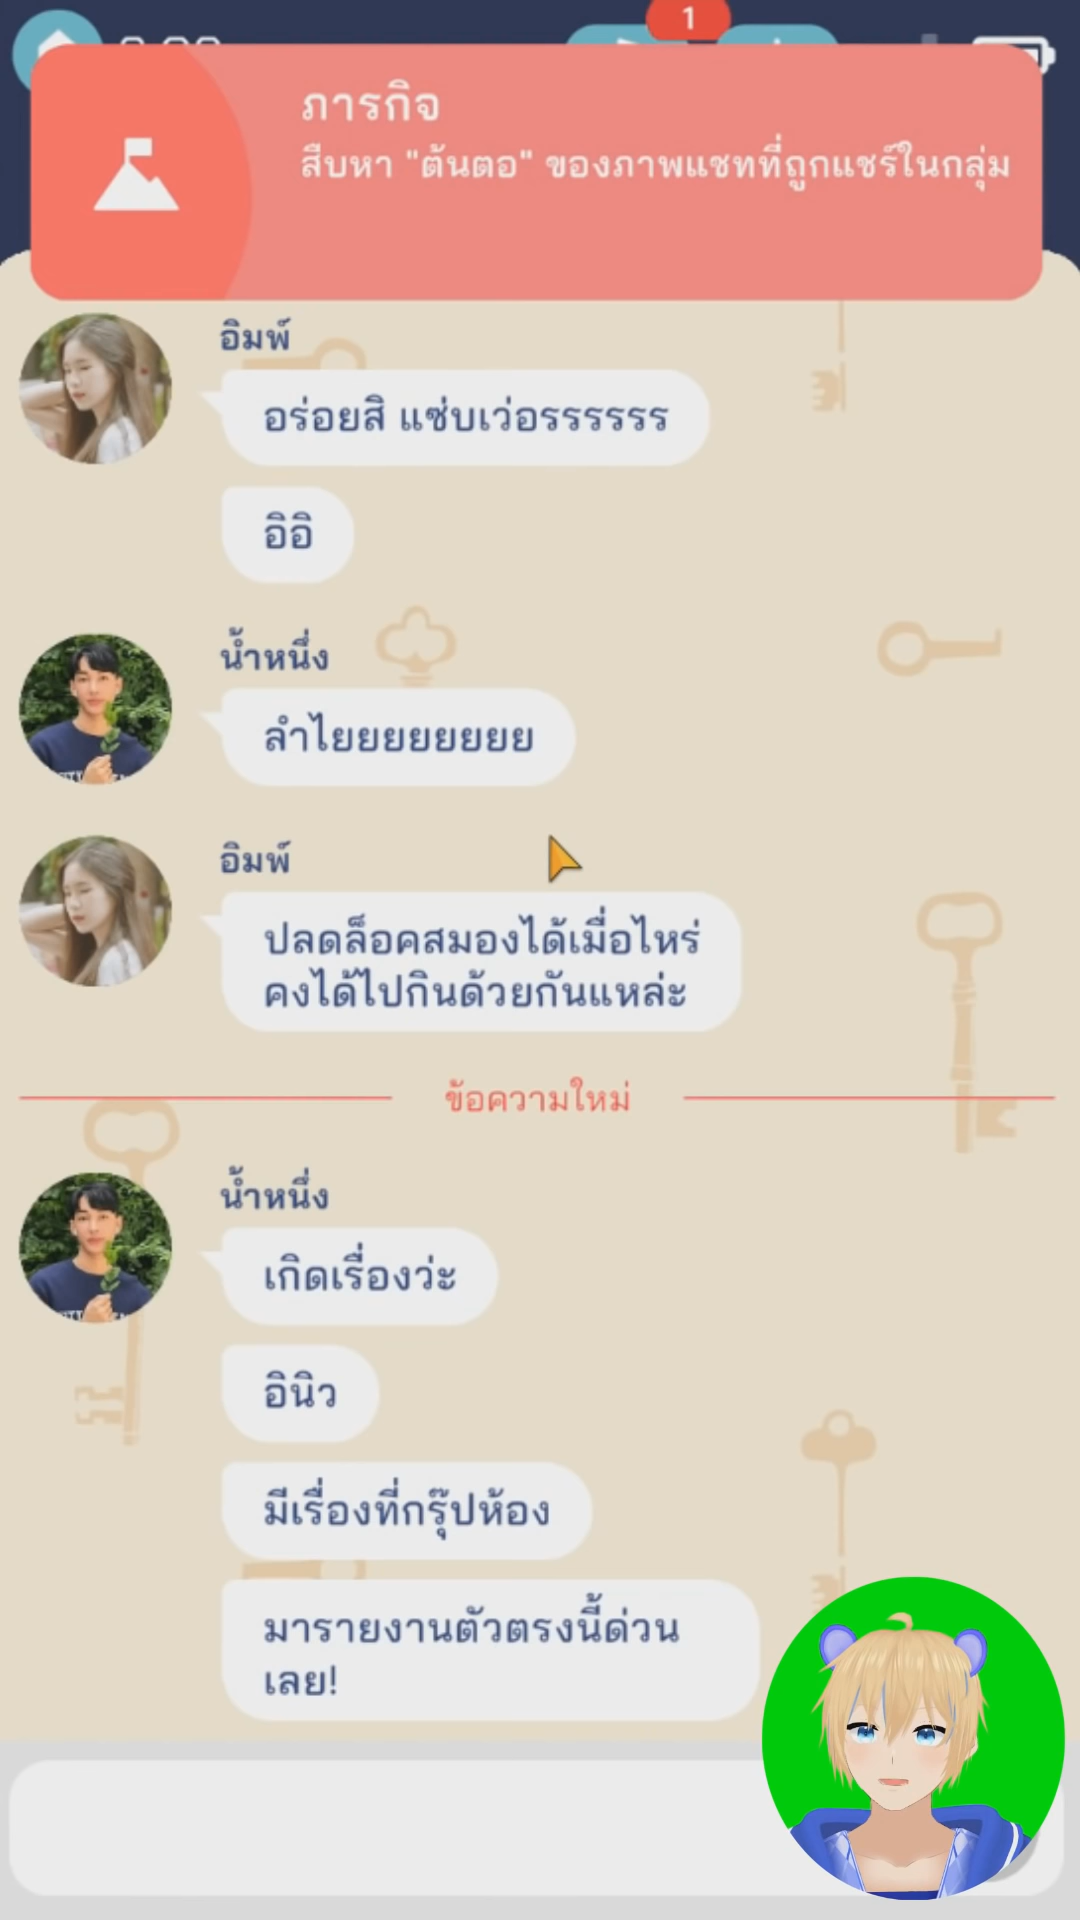 1
ภารกิจ
สืบหา "ต้นตอ" ของภาพแชทที่ถูกแชร์ในกลุ่ม
อิมพ์
อร่อยสิ แซ่บเว่อรรรรรร
อิอิ
น้ำหนึ่ง
ลำไยยยยยยยย
อิมพ์
ปลดล็อคสมองได้เมื่อไหร่
คงได้ไปกินด้วยกันแหล่ะ
ข้อความใหม่
น้ำหนึ่ง
เกิดเรื่องว่ะ
อินิว
มีเรื่องที่กรุ๊ปห้อง
มารายงานตัวตรงนี้ด่วน
เลย!